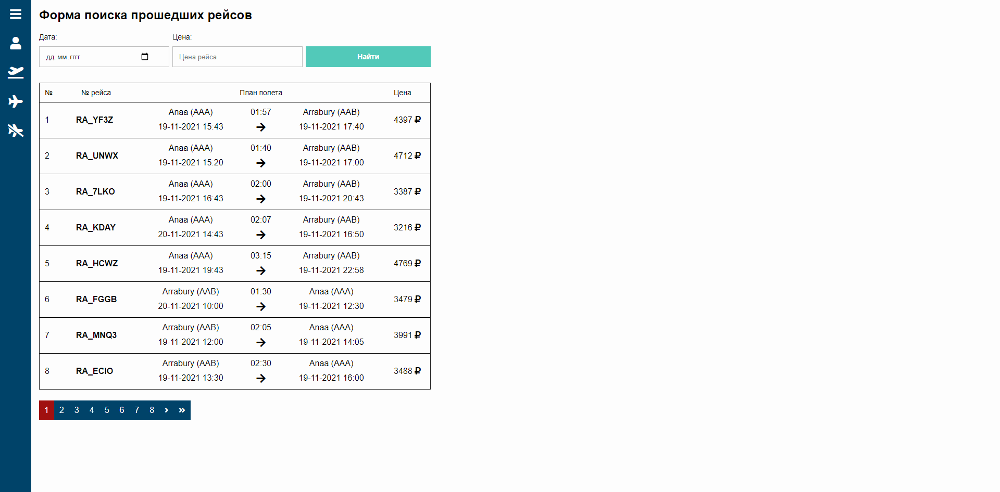 Форма поиска прошедших рейсов
Дата: Цена:
дд.мм.гггг Цена рейса Найти
№ № рейса План полета Цена
Anaa (AAA) 01:57 Arrabury (AAB)
1 RA_YF3Z 4397 ₽
19-11-2021 15:43 → 19-11-2021 17:40
Anaa (AAA) 01:40 Arrabury (AAB)
2 RA_UNWX 4712 ₽
19-11-2021 15:20 → 19-11-2021 17:00
Anaa (AAA) 02:00 Arrabury (AAB)
3 RA_7LKO 3387 ₽
19-11-2021 16:43 → 19-11-2021 20:43
Anaa (AAA) 02:07 Arrabury (AAB)
4 RA_KDAY 3216 ₽
20-11-2021 14:43 → 19-11-2021 16:50
Anaa (AAA) 03:15 Arrabury (AAB)
5 RA_HCWZ 4769 ₽
19-11-2021 19:43 → 19-11-2021 22:58
Arrabury (AAB) 01:30 Anaa (AAA)
6 RA_FGGB 3479 ₽
20-11-2021 10:00 → 19-11-2021 12:30
Arrabury (AAB) 02:05 Anaa (AAA)
7 RA_MNQ3 3991 ₽
19-11-2021 12:00 → 19-11-2021 14:05
Arrabury (AAB) 02:30 Anaa (AAA)
8 RA_ECIO 3488 ₽
19-11-2021 13:30 → 19-11-2021 16:00
1 2 3 4 5 6 7 8 › »